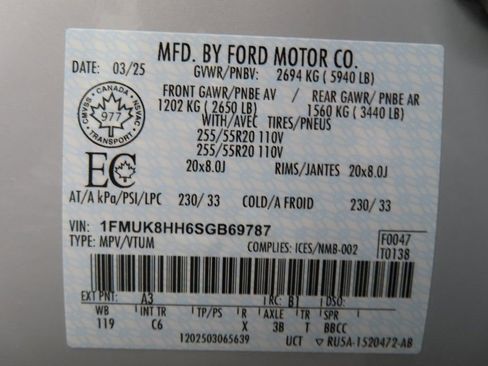 MFD. BY FORD MOTOR CO.
DATE: 03/25 GVWR/PNBV: 2694 KG ( 5940 LB)
FRONT GAWR/PNBE AV / REAR GAWR/ PNBE AR
1202 KG ( 2650 LB) 1560 KG ( 3440 LB)
WITH/AVEC TIRES/PNEUS
255/55R20 110V
255/55R20 110V
20x8.0J RIMS/JANTES 20x8.0J
CANADA
CMVSS NSVAC
977
TRANSPORT
EC
AT/A kPa/PSI/LPC 230/ 33 COLD/A FROID 230/ 33
VIN: 1FMUK8HH6SGB69787
TYPE: MPV/VTUM COMPLIES: ICES/NMB-002
F0047
T0138
EXT PNT: A3 RC: B1 DSO:
WB INT TR TP/PS R AXLE TR SPR
119 C6 X 3B T BBCC
1202503065639 UCT ▽ RU5A-1520472-AB